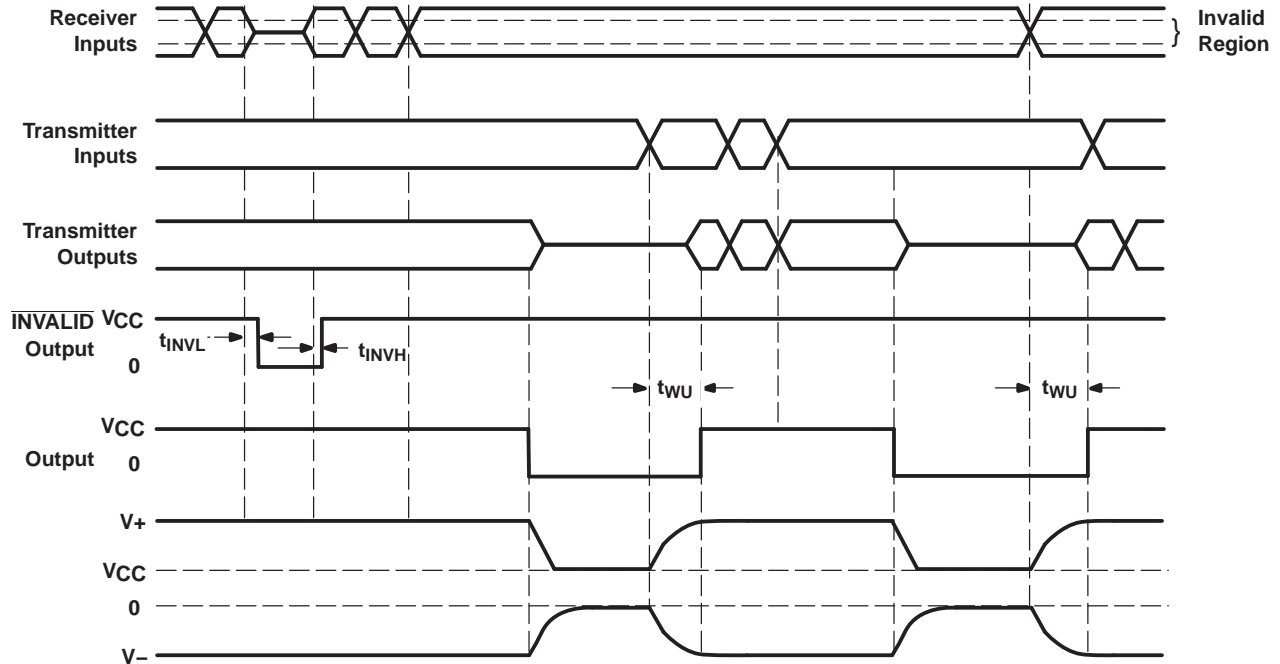 Receiver
Inputs
Invalid
Region
}
Transmitter
Inputs
Transmitter
Outputs
INVALID
Output
VCC
0
tINVL
tINVH
tWU
tWU
Output
VCC
0
V+
VCC
0
V−